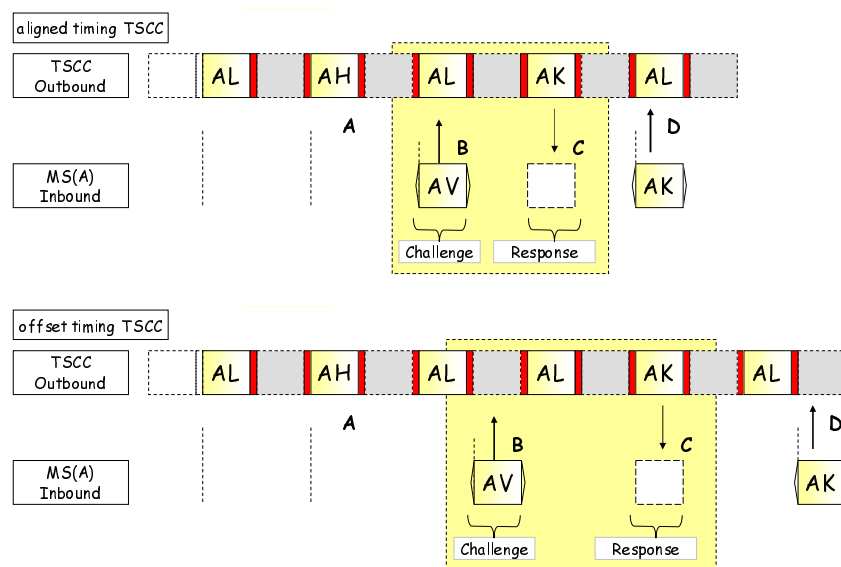 aligned timing TSCC
TSCC
Outbound
AL
AH
AL
AK
AL
A
B
C
D
MS(A)
Inbound
AV
AK
Challenge
Response
offset timing TSCC
TSCC
Outbound
AL
AH
AL
AL
AK
AL
A
B
C
D
MS(A)
Inbound
AV
AK
Challenge
Response